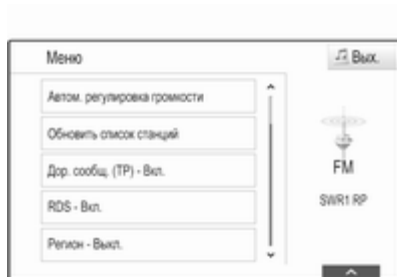 Меню
Вых.
Автом. регулировка громкости
Обновить список станций
Дор. сообщ. (TP) - Вкл.
RDS - Вкл.
Регион - Выкл.
FM
SWR1 RP